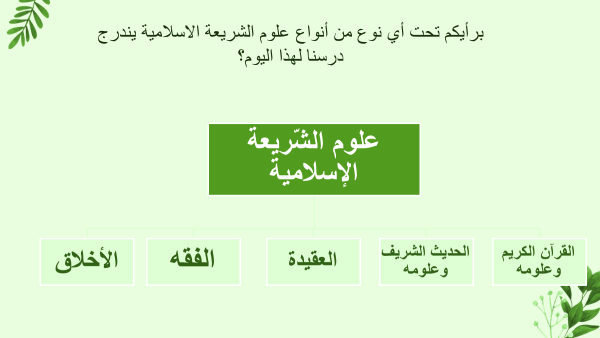 برأيكم تحت أي نوع من أنواع علوم الشريعة الاسلامية يندرج
درسنا لهذا اليوم؟
علوم الشّريعة
الإسلامية
القرآن الكريم
وعلومه
الحديث الشريف
وعلومه
العقيدة
الفقه
الأخلاق